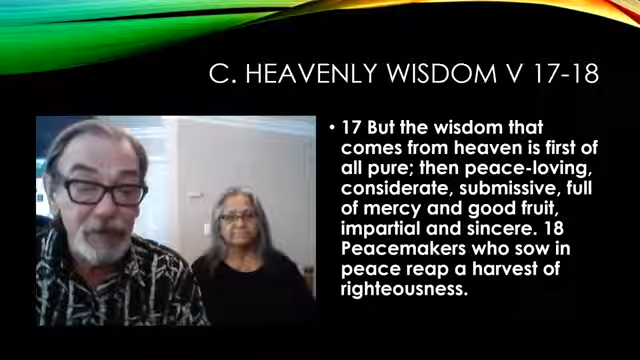 C. HEAVENLY WISDOM V 17-18
• 17 But the wisdom that
comes from heaven is first of
all pure; then peace-loving,
considerate, submissive, full
of mercy and good fruit,
impartial and sincere. 18
Peacemakers who sow in
peace reap a harvest of
righteousness.